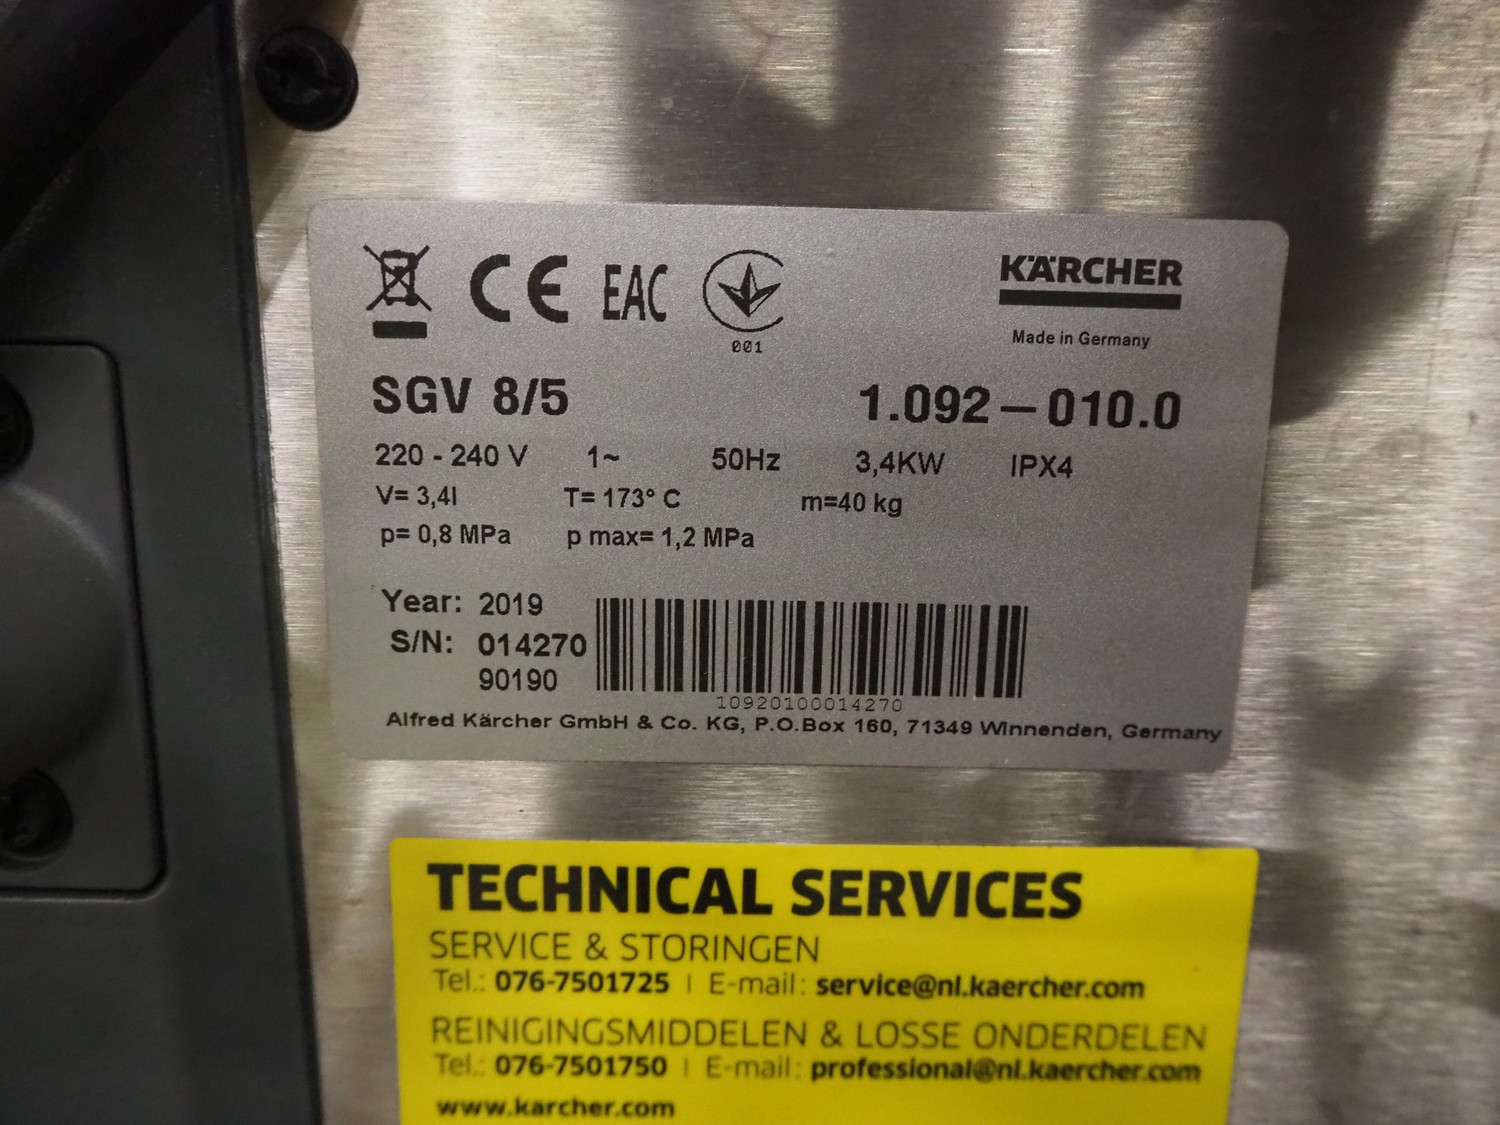 CE EAC
001
KÄRCHER
Made in Germany
SGV 8/5 1.092-010.0
220 - 240 V 1~ 50Hz 3,4KW IPX4
V= 3,4l T= 173° C m=40 kg
p= 0,8 MPa p max= 1,2 MPa
Year: 2019
S/N: 014270
90190
10920100014270
Alfred Kärcher GmbH & Co. KG, P.O.Box 160, 71349 Winnenden, Germany
TECHNICAL SERVICES
SERVICE & STORINGEN
Tel.: 076-7501725 | E-mail: service@nl.kaercher.com
REINIGINGSMIDDELEN & LOSSE ONDERDELEN
Tel.: 076-7501750 | E-mail: professional@nl.kaercher.com
www.karcher.com